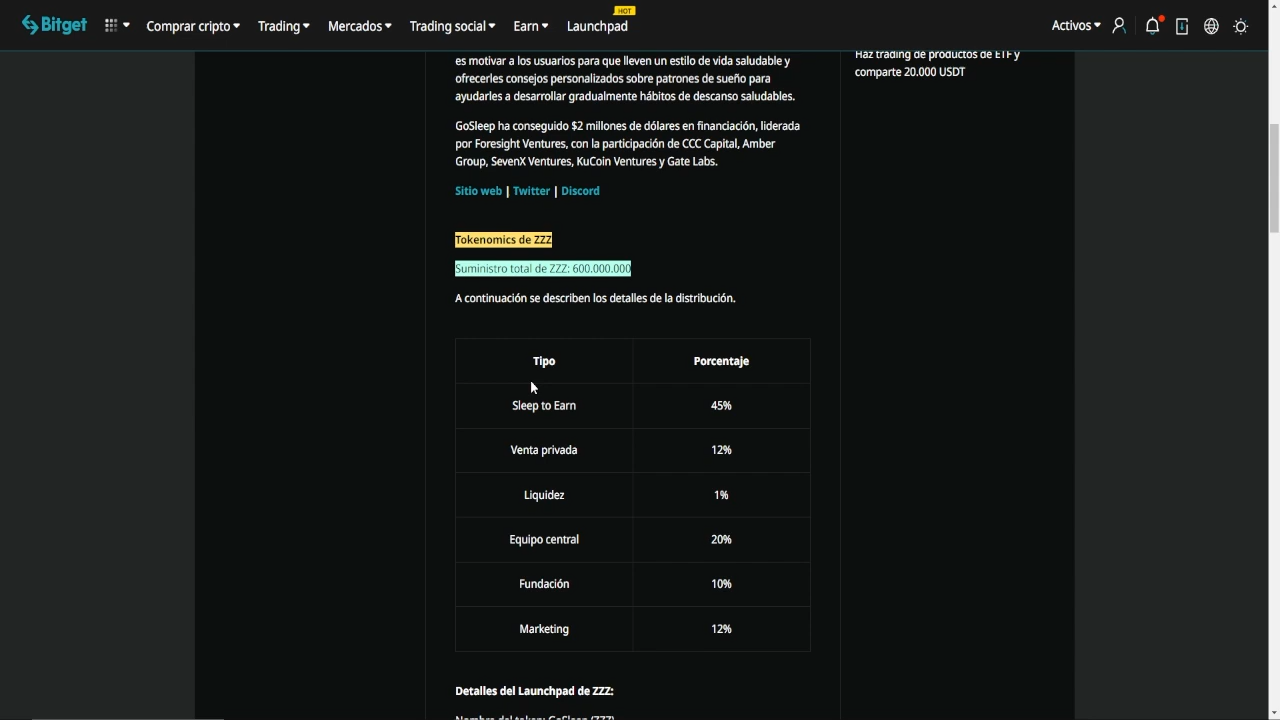 Bitget
Comprar cripto
Trading
Mercados
Trading social
Earn
Launchpad
HOT
Activos
es motivar a los usuarios para que lleven un estilo de vida saludable y
ofrecerles consejos personalizados sobre patrones de sueño para
ayudarles a desarrollar gradualmente hábitos de descanso saludables.
GoSleep ha conseguido $2 millones de dólares en financiación, liderada
por Foresight Ventures, con la participación de CCC Capital, Amber
Group, SevenX Ventures, KuCoin Ventures y Gate Labs.
Sitio web | Twitter | Discord
Haz trading de productos de ETF y
comparte 20.000 USDT
Tokenomics de ZZZ
Suministro total de ZZZ: 600.000.000
A continuación se describen los detalles de la distribución.
Tipo Porcentaje
Sleep to Earn 45%
Venta privada 12%
Liquidez 1%
Equipo central 20%
Fundación 10%
Marketing 12%
Detalles del Launchpad de ZZZ:
Nombre del token: GoSleep (ZZZ)